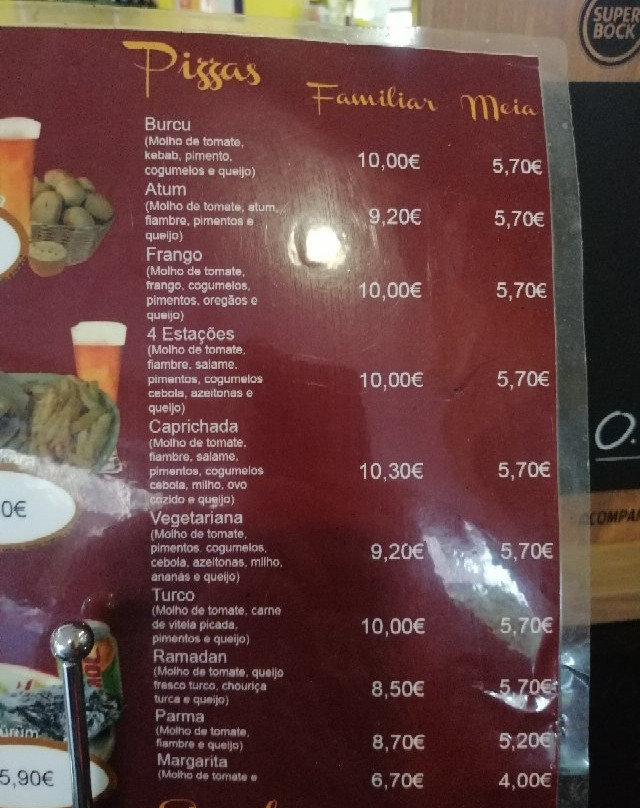 SUPER
BOCK
Pizzas
Familiar Meia
Burcu
(Molho de tomate,
kebab, pimento,
cogumelos e queijo)
10,00€ 5,70€
Atum
(Molho de tomate, atum,
fiambre, pimentos e
queijo)
9,20€ 5,70€
Frango
(Molho de tomate,
frango, cogumelos,
pimentos, oregãos e
queijo)
10,00€ 5,70€
4 Estações
(Molho de tomate,
fiambre, salame,
pimentos, cogumelos
cebola, azeitonas e
queijo)
10,00€ 5,70€
Caprichada
(Molho de tomate,
fiambre, salame,
pimentos, cogumelos
cebola, milho, ovo
cozido e queijo)
10,30€ 5,70€
Vegetariana
(Molho de tomate,
pimentos, cogumelos,
cebola, azeitonas, milho,
ananás e queijo)
9,20€ 5,70€
Turco
(Molho de tomate, carne
de vitela picada,
pimentos e queijo)
10,00€ 5,70€
Ramadan
(Molho de tomate, queijo
fresco turco, chouriça
turca e queijo)
8,50€ 5,70€
Parma
(Molho de tomate,
fiambre e queijo)
8,70€ 5,20€
Margarita
(Molho de tomate e
6,70€ 4,00€
0€
5,90€
0.